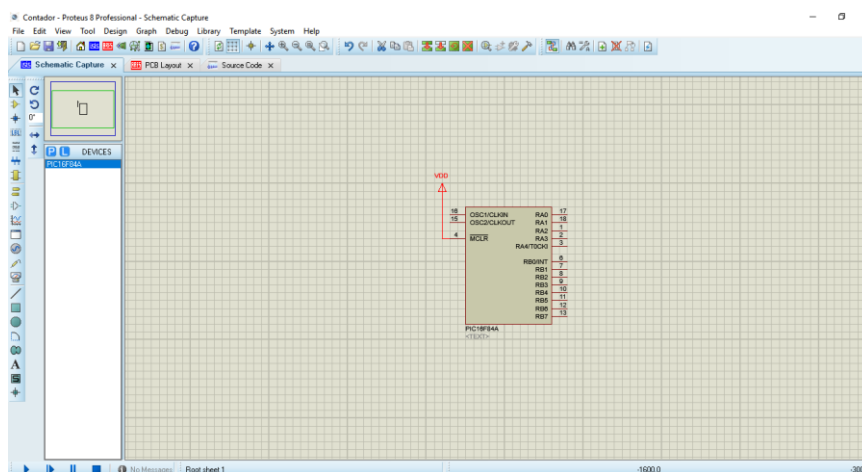 Contador - Proteus 8 Professional - Schematic Capture
File Edit View Tool Design Graph Debug Library Template System Help
Schematic Capture x PCB Layout x Source Code x
0°
P L DEVICES
PIC16F84A
VDD
16 OSC1/CLKIN RA0 17
15 OSC2/CLKOUT RA1 18
RA2 1
4 MCLR RA3 2
RA4/T0CKI 3
RB0/INT 6
RB1 7
RB2 8
RB3 9
RB4 10
RB5 11
RB6 12
RB7 13
PIC16F84A
<TEXT>
No Messages Root sheet 1 -1600.0